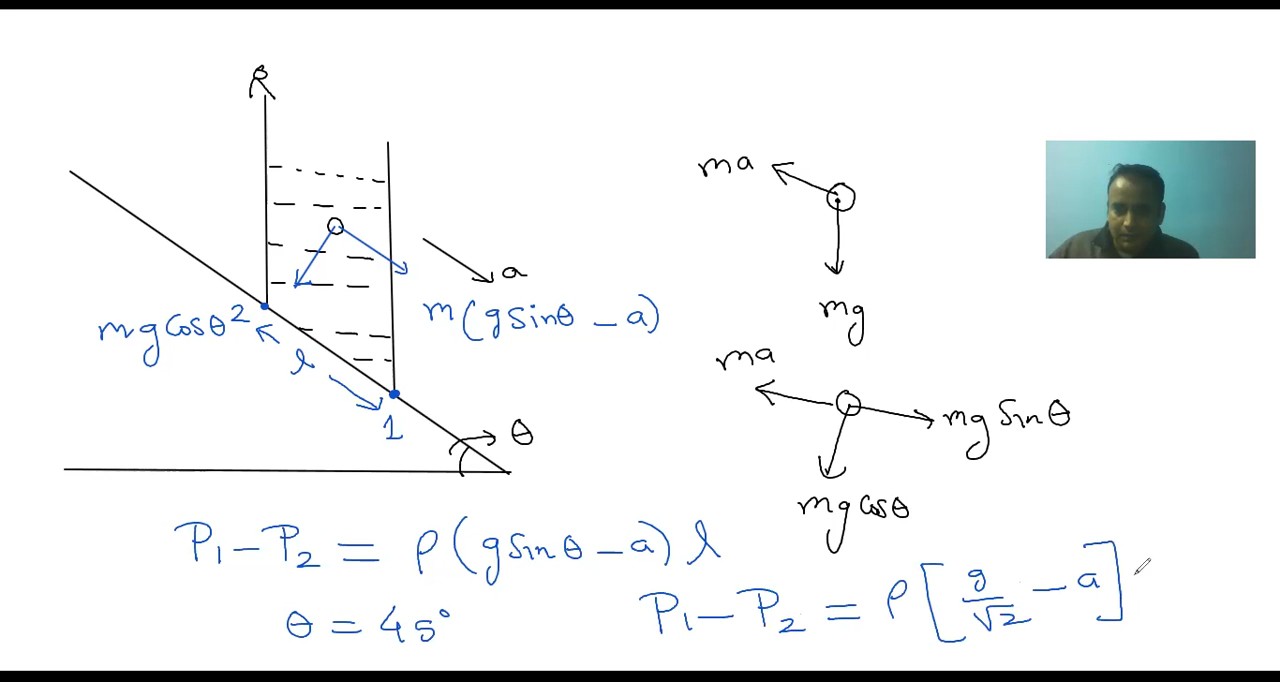 ma
mg
a
m(g sinθ - a)
mg cosθ 2
l
1
θ
ma
mg sinθ
mg cosθ
P₁ - P₂ = ρ(g sinθ - a) l
θ = 45°
P₁ - P₂ = ρ[g/√2 - a]